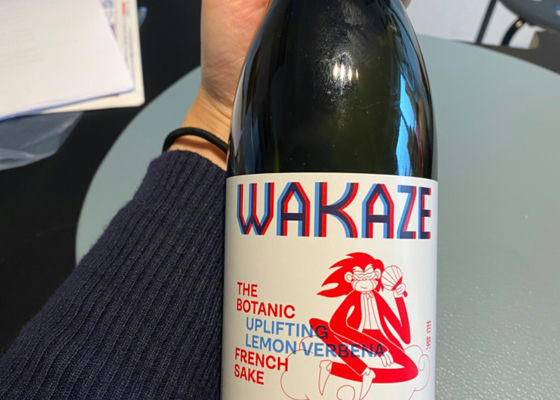 WAKAZE
THE
BOTANIC
UPLIFTING
LEMON VERBENA
FRENCH
SAKE